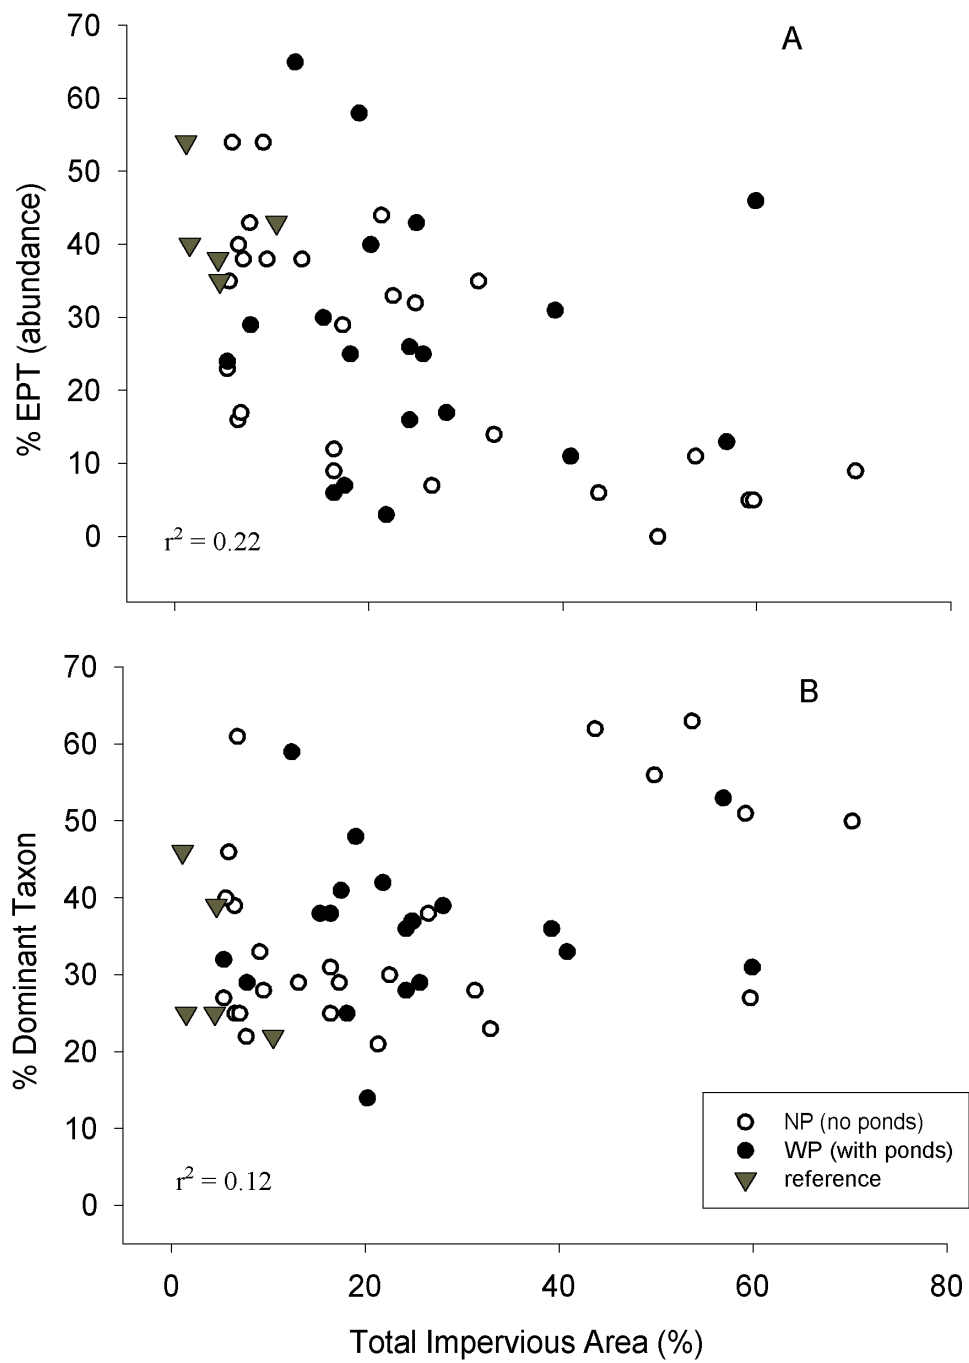 A
70
60
50
40
30
20
10
0
% EPT (abundance)
r² = 0.22
B
70
60
50
40
30
20
10
0
% Dominant Taxon
r² = 0.12
NP (no ponds)
WP (with ponds)
reference
0 20 40 60 80
Total Impervious Area (%)